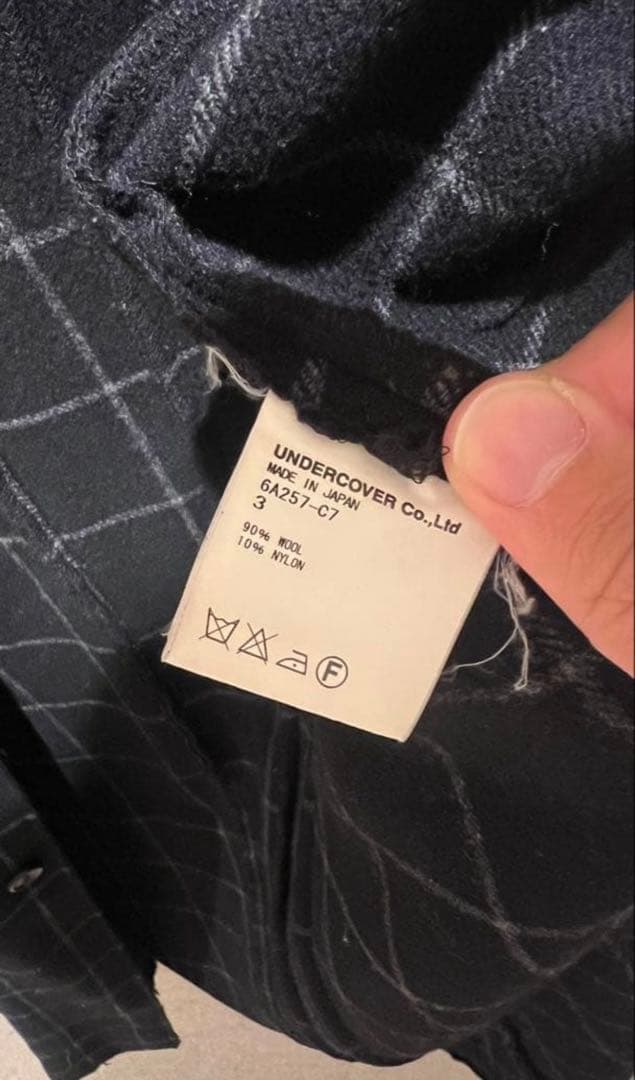 UNDERCOVER Co.,Ltd
MADE IN JAPAN
6A257-C7
3
90% WOOL
10% NYLON
F